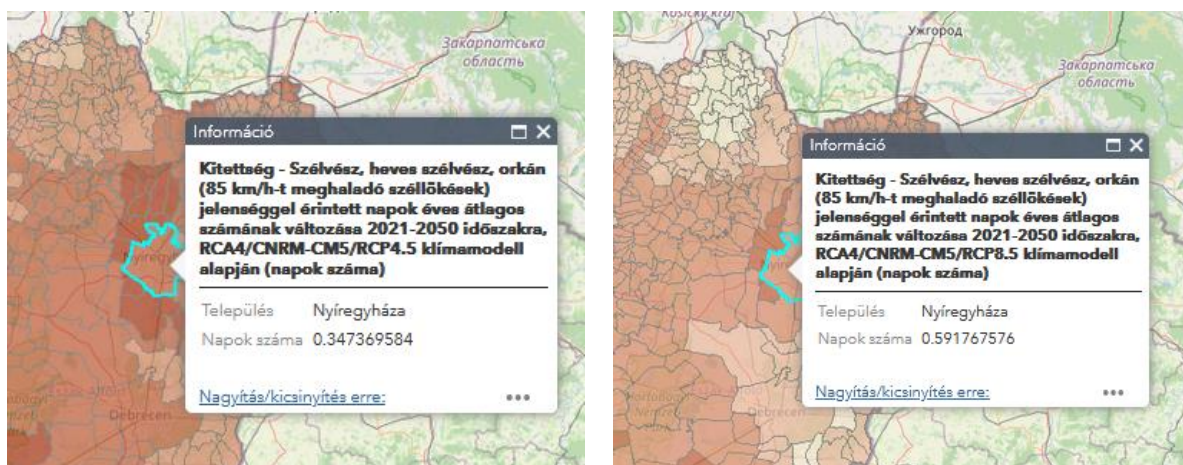 Закарпатська
область
Információ
Kitettség - Szélvész, heves szélvész, orkán
(85 km/h-t meghaladó széllökések)
jelenséggel érintett napok éves átlagos
számának változása 2021-2050 időszakra,
RCA4/CNRM-CM5/RCP4.5 klímamodell
alapján (napok száma)
Település Nyíregyháza
Napok száma 0.347369584
Nagyítás/kicsinyítés erre:
Debrecen
Košický kraj
Ужгород
Закарпатська
область
Információ
Kitettség - Szélvész, heves szélvész, orkán
(85 km/h-t meghaladó széllökések)
jelenséggel érintett napok éves átlagos
számának változása 2021-2050 időszakra,
RCA4/CNRM-CM5/RCP8.5 klímamodell
alapján (napok száma)
Település Nyíregyháza
Napok száma 0.591767576
Nagyítás/kicsinyítés erre:
Debrecen